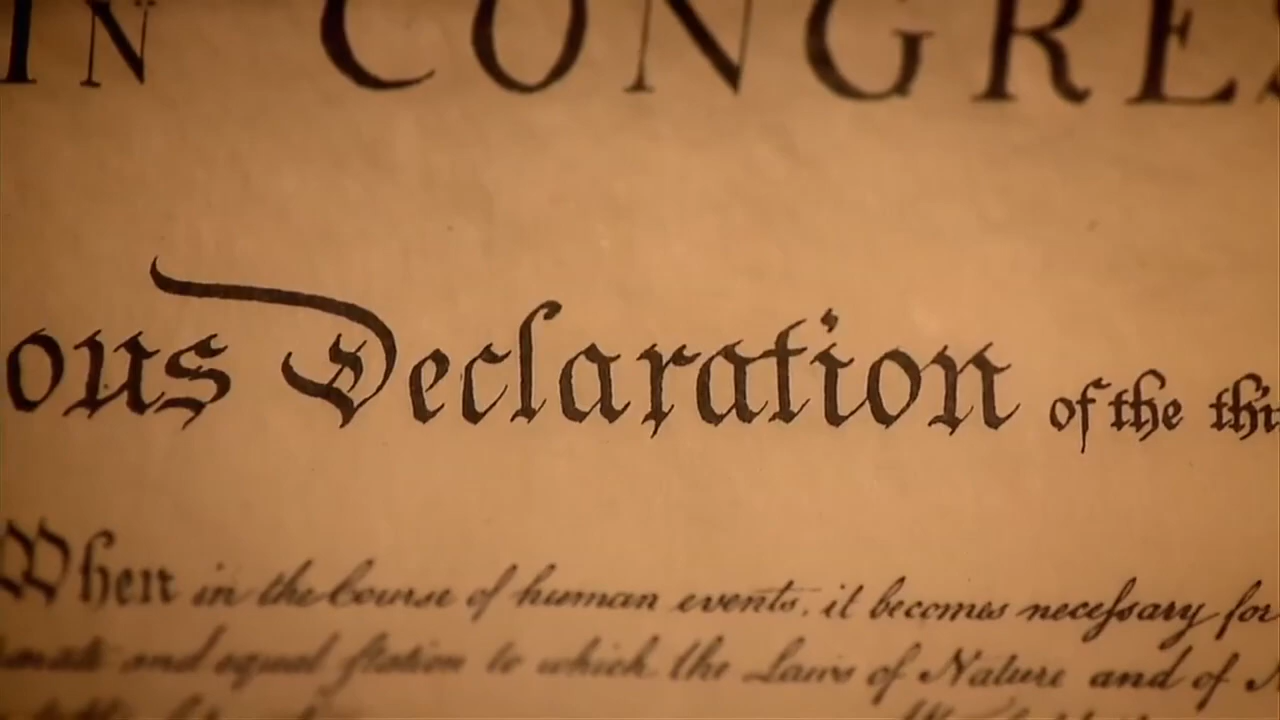 IN CONGRES
ous Declaration of the thi
When in the Course of human events, it becomes necessary for
and equal station to which the Laws of Nature and of